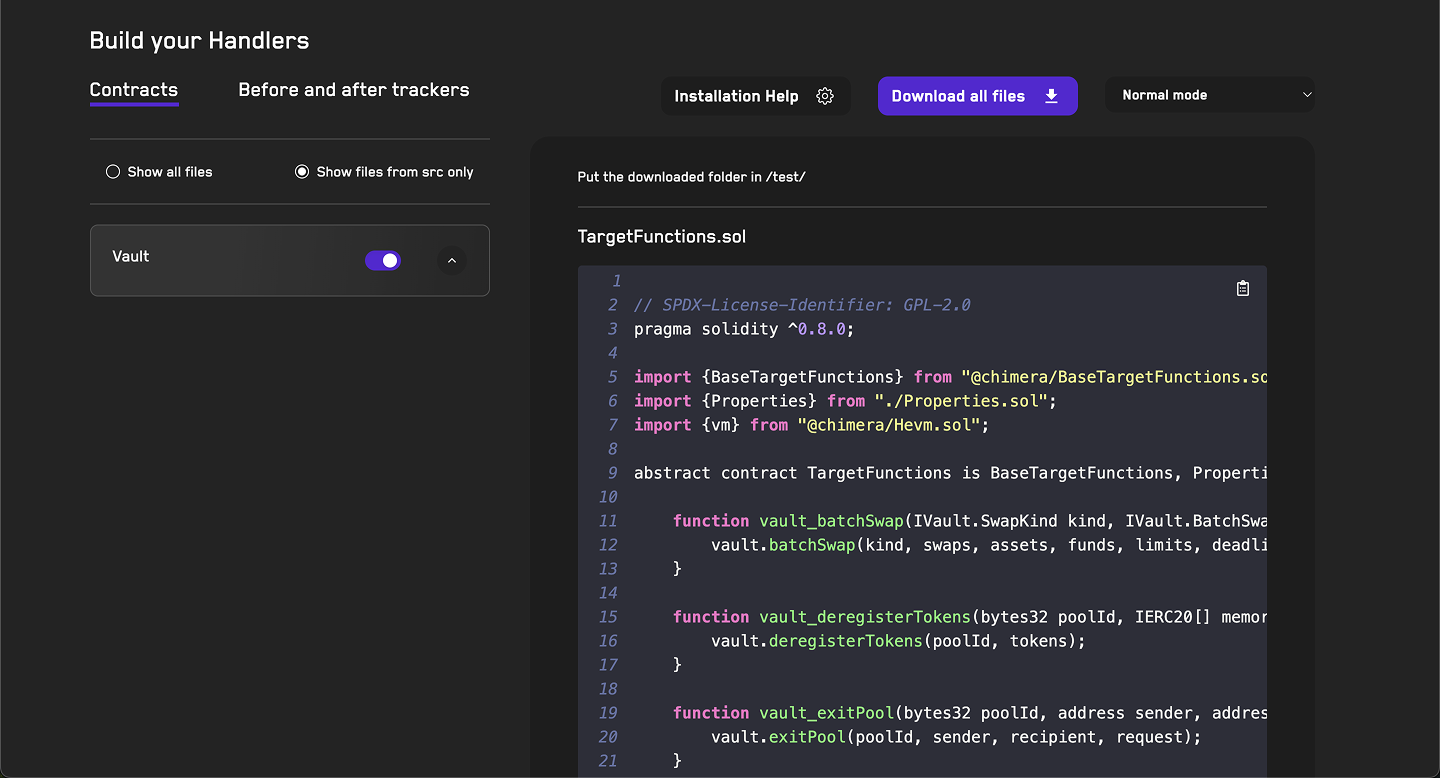 Build your Handlers
Contracts
Before and after trackers
Installation Help
Download all files
Normal mode
Show all files
Show files from src only
Vault
Put the downloaded folder in /test/
TargetFunctions.sol
1
2 // SPDX-License-Identifier: GPL-2.0
3 pragma solidity ^0.8.0;
4
5 import {BaseTargetFunctions} from "@chimera/BaseTargetFunctions.so
6 import {Properties} from "./Properties.sol";
7 import {vm} from "@chimera/Hevm.sol";
8
9 abstract contract TargetFunctions is BaseTargetFunctions, Properti
10
11 function vault_batchSwap(IVault.SwapKind kind, IVault.BatchSwa
12 vault.batchSwap(kind, swaps, assets, funds, limits, deadli
13 }
14
15 function vault_deregisterTokens(bytes32 poolId, IERC20[] memor
16 vault.deregisterTokens(poolId, tokens);
17 }
18
19 function vault_exitPool(bytes32 poolId, address sender, addres
20 vault.exitPool(poolId, sender, recipient, request);
21 }